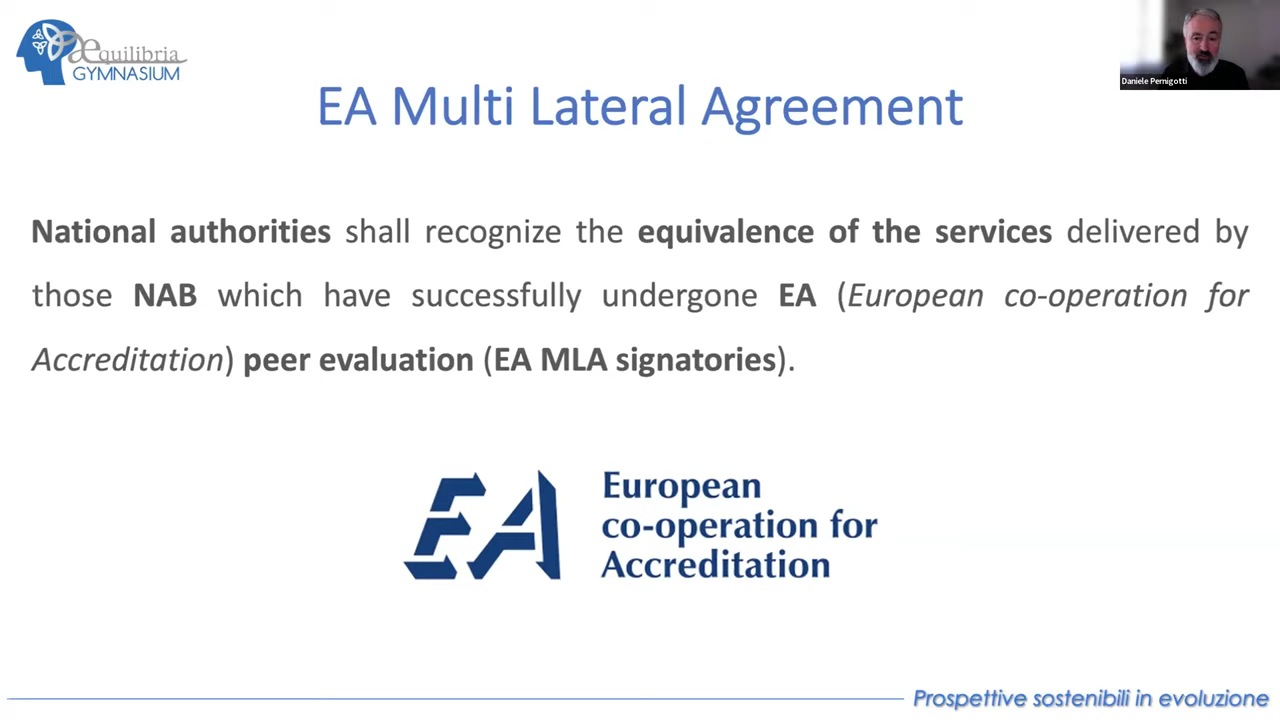 æquilibria
GYMNASIUM
Daniele Pernigotti
EA Multi Lateral Agreement
National authorities shall recognize the equivalence of the services delivered by
those NAB which have successfully undergone EA (European co-operation for
Accreditation) peer evaluation (EA MLA signatories).
EA
European
co-operation for
Accreditation
Prospettive sostenibili in evoluzione